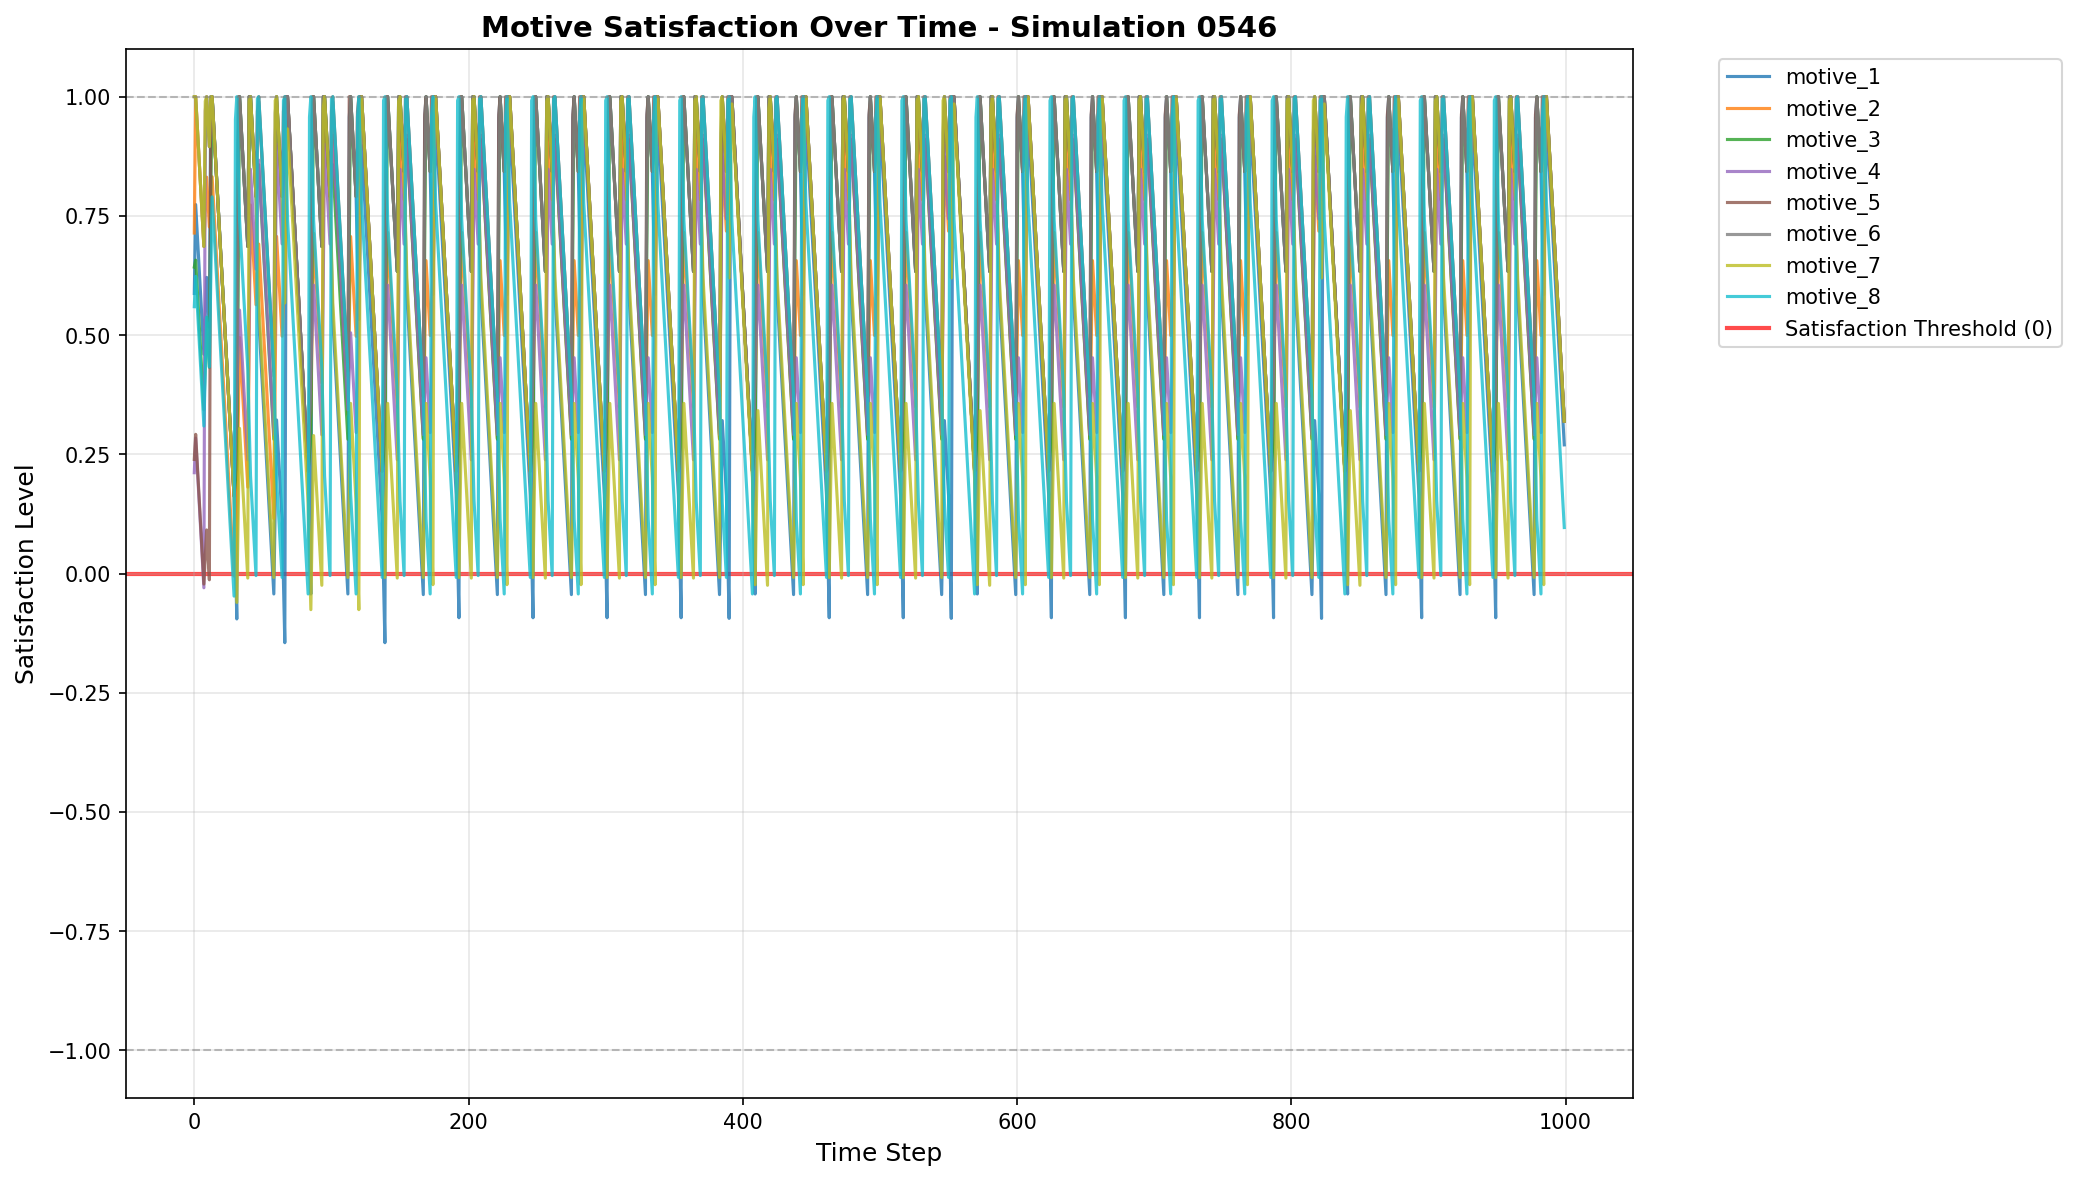 Motive Satisfaction Over Time - Simulation 0546
Satisfaction Level
1.00
0.75
0.50
0.25
0.00
−0.25
−0.50
−0.75
−1.00
0
200
400
600
800
1000
Time Step
motive_1
motive_2
motive_3
motive_4
motive_5
motive_6
motive_7
motive_8
Satisfaction Threshold (0)